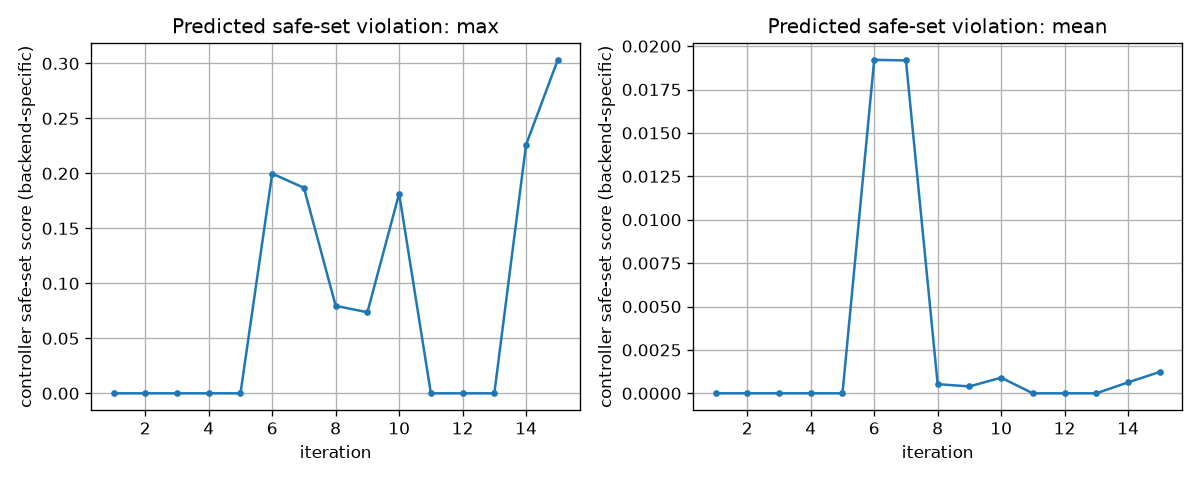 Predicted safe-set violation: max
controller safe-set score (backend-specific)
0.30
0.25
0.20
0.15
0.10
0.05
0.00
2 4 6 8 10 12 14
iteration
Predicted safe-set violation: mean
controller safe-set score (backend-specific)
0.0200
0.0175
0.0150
0.0125
0.0100
0.0075
0.0050
0.0025
0.0000
2 4 6 8 10 12 14
iteration